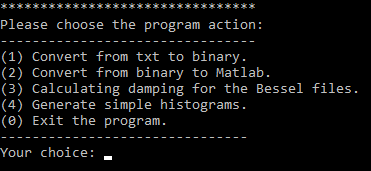 ********************************
Please choose the program action:
--------------------------------
(1) Convert from txt to binary.
(2) Convert from binary to Matlab.
(3) Calculating damping for the Bessel files.
(4) Generate simple histograms.
(0) Exit the program.
-------------------------------
Your choice: _